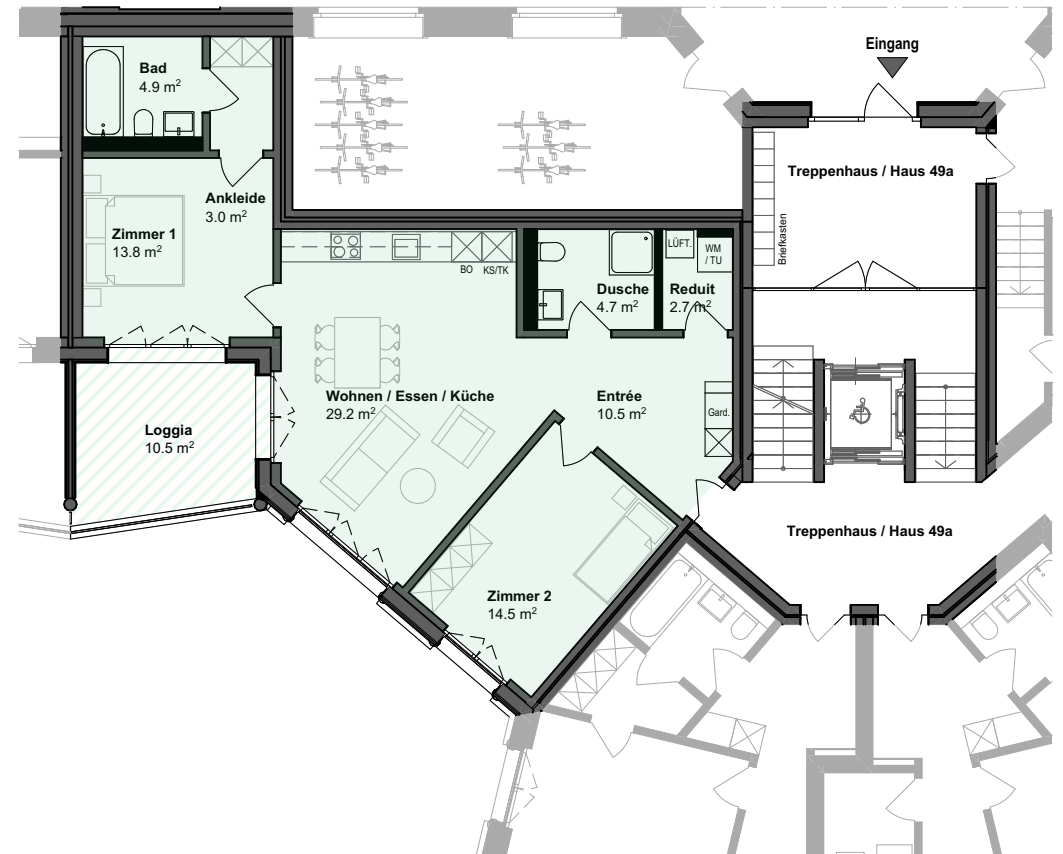 Eingang
Bad
4.9 m²
Treppenhaus / Haus 49a
Ankleide
3.0 m²
Zimmer 1
13.8 m²
Briefkasten
LÜFT.
WM
/ TU
BO
KS/TK
Dusche
4.7 m²
Reduit
2.7 m²
Wohnen / Essen / Küche
29.2 m²
Entrée
10.5 m²
Gard.
Loggia
10.5 m²
Treppenhaus / Haus 49a
Zimmer 2
14.5 m²